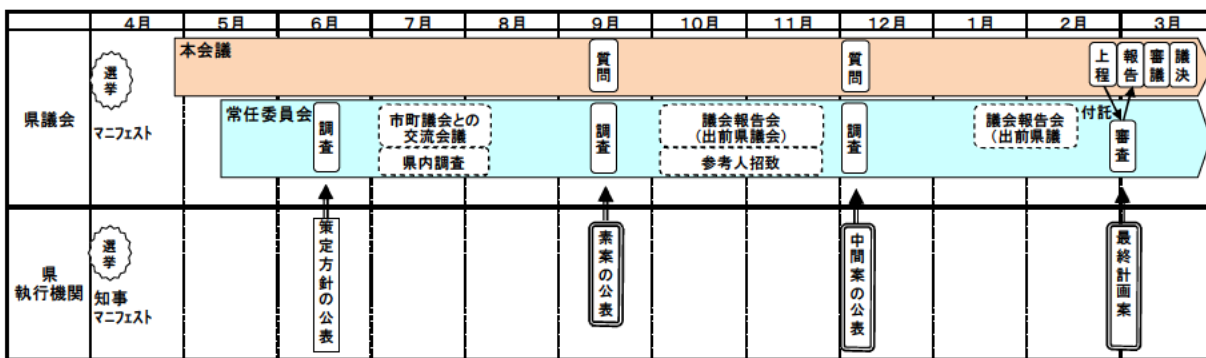 4月 5月 6月 7月 8月 9月 10月 11月 12月 1月 2月 3月
県議会
選挙
マニフェスト
本会議
質問
質問
上程
報告
審議
議決
常任委員会
調査
市町議会との
交流会議
県内調査
調査
議会報告会
(出前県議会)
参考人招致
調査
議会報告会
(出前県議
付託
審査
県
執行機関
選挙
知事
マニフェスト
策定方針の公表
素案の公表
中間案の公表
最終計画案